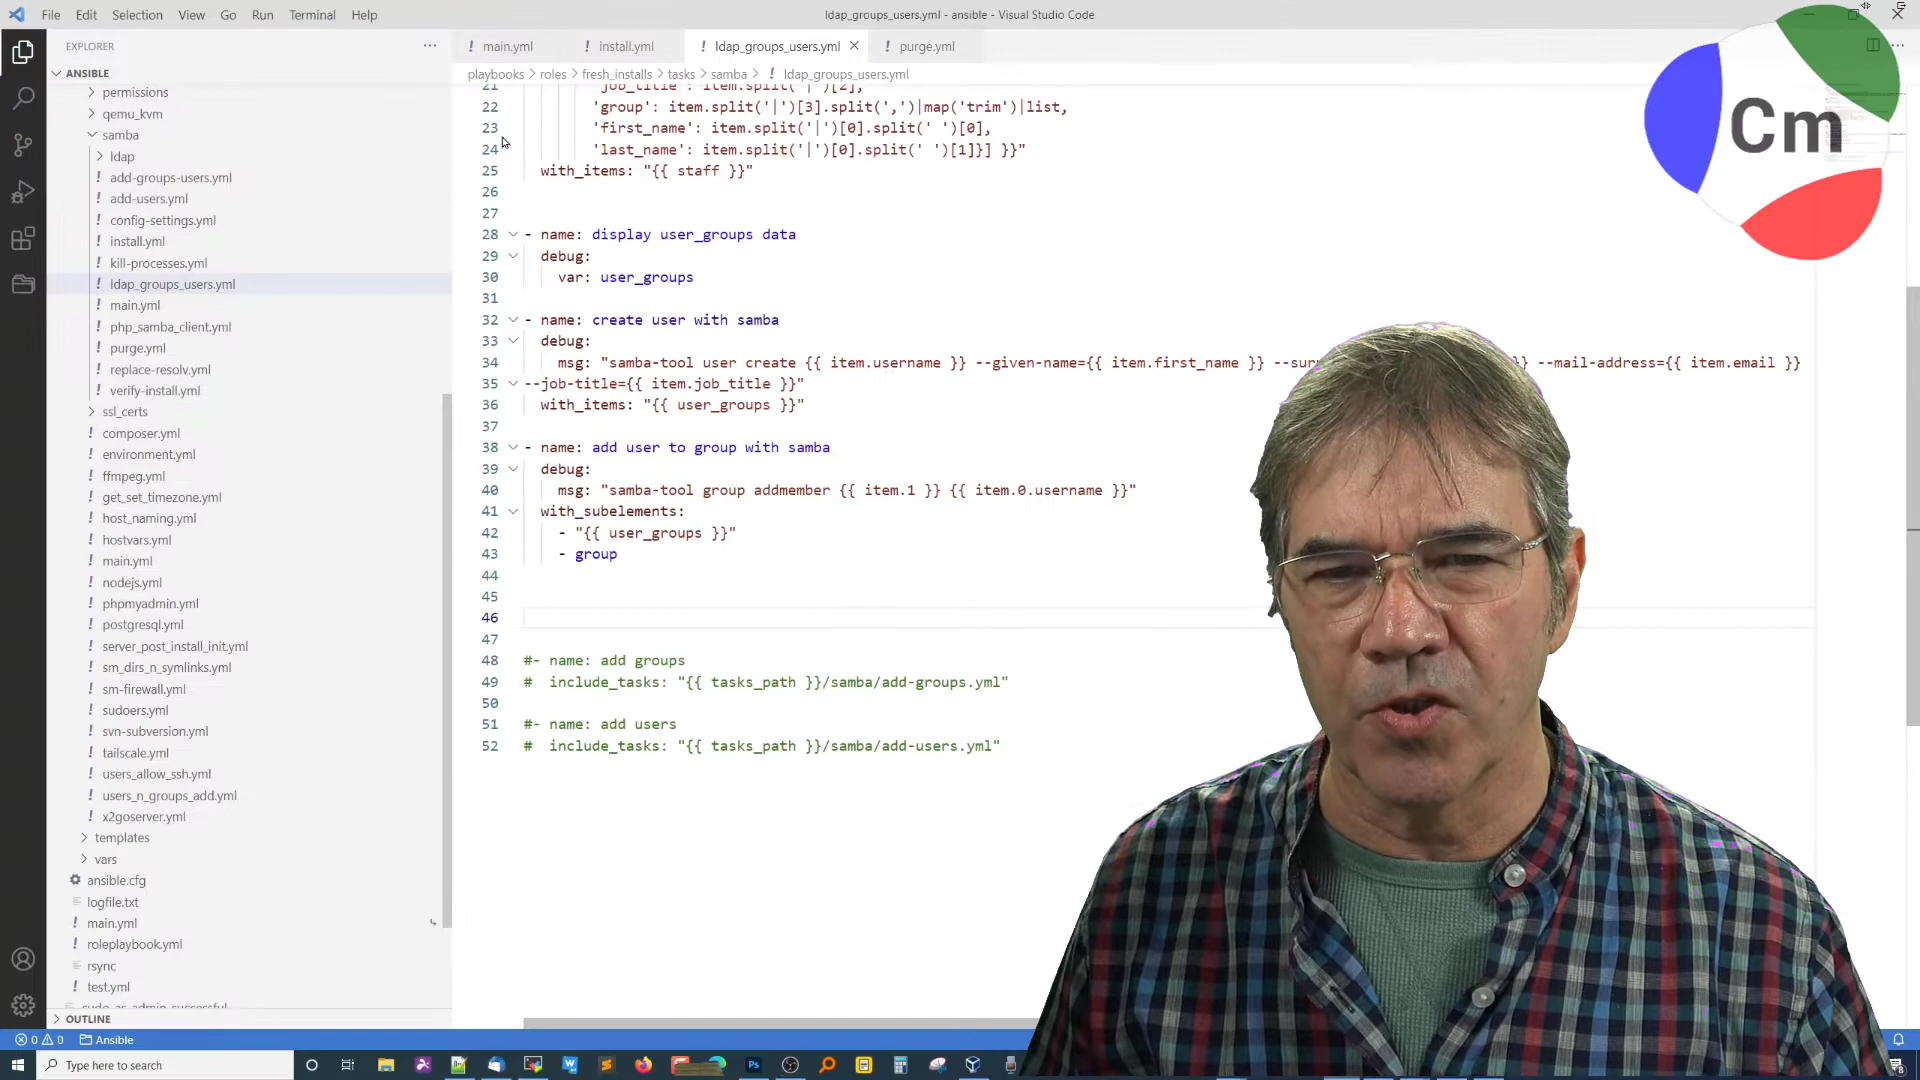 File Edit Selection View Go Run Terminal Help
ldap_groups_users.yml - ansible - Visual Studio Code
EXPLORER
ANSIBLE
permissions
qemu_kvm
samba
ldap
! add-groups-users.yml
! add-users.yml
! config-settings.yml
! install.yml
! kill-processes.yml
! ldap_groups_users.yml
! main.yml
! php_samba_client.yml
! purge.yml
! replace-resolv.yml
! verify-install.yml
ssl_certs
! composer.yml
! environment.yml
! ffmpeg.yml
! get_set_timezone.yml
! host_naming.yml
! hostvars.yml
! main.yml
! nodejs.yml
! phpmyadmin.yml
! postgresql.yml
! server_post_install_init.yml
! sm_dirs_n_symlinks.yml
! sm-firewall.yml
! sudoers.yml
! svn-subversion.yml
! tailscale.yml
! users_allow_ssh.yml
! users_n_groups_add.yml
! x2goserver.yml
templates
vars
ansible.cfg
logfile.txt
! main.yml
! roleplaybook.yml
rsync
! test.yml
sudo_as_admin_successful
OUTLINE
! main.yml ! install.yml ! ldap_groups_users.yml ! purge.yml
playbooks > roles > fresh_installs > tasks > samba > ! ldap_groups_users.yml
21 'job_title': item.split('|')[2],
22 'group': item.split('|')[3].split(',')|map('trim')|list,
23 'first_name': item.split('|')[0].split(' ')[0],
24 'last_name': item.split('|')[0].split(' ')[1]}] }}"
25 with_items: "{{ staff }}"
26
27
28 - name: display user_groups data
29 debug:
30 var: user_groups
31
32 - name: create user with samba
33 debug:
34 msg: "samba-tool user create {{ item.username }} --given-name={{ item.first_name }} }} --mail-address={{ item.email }}
35 --job-title={{ item.job_title }}"
36 with_items: "{{ user_groups }}"
37
38 - name: add user to group with samba
39 debug:
40 msg: "samba-tool group addmember {{ item.1 }} {{ item.0.username }}"
41 with_subelements:
42 - "{{ user_groups }}"
43 - group
44
45
46
47
48 #- name: add groups
49 # include_tasks: "{{ tasks_path }}/samba/add-groups.yml"
50
51 #- name: add users
52 # include_tasks: "{{ tasks_path }}/samba/add-users.yml"
Cm
0 0 Ansible
Type here to search